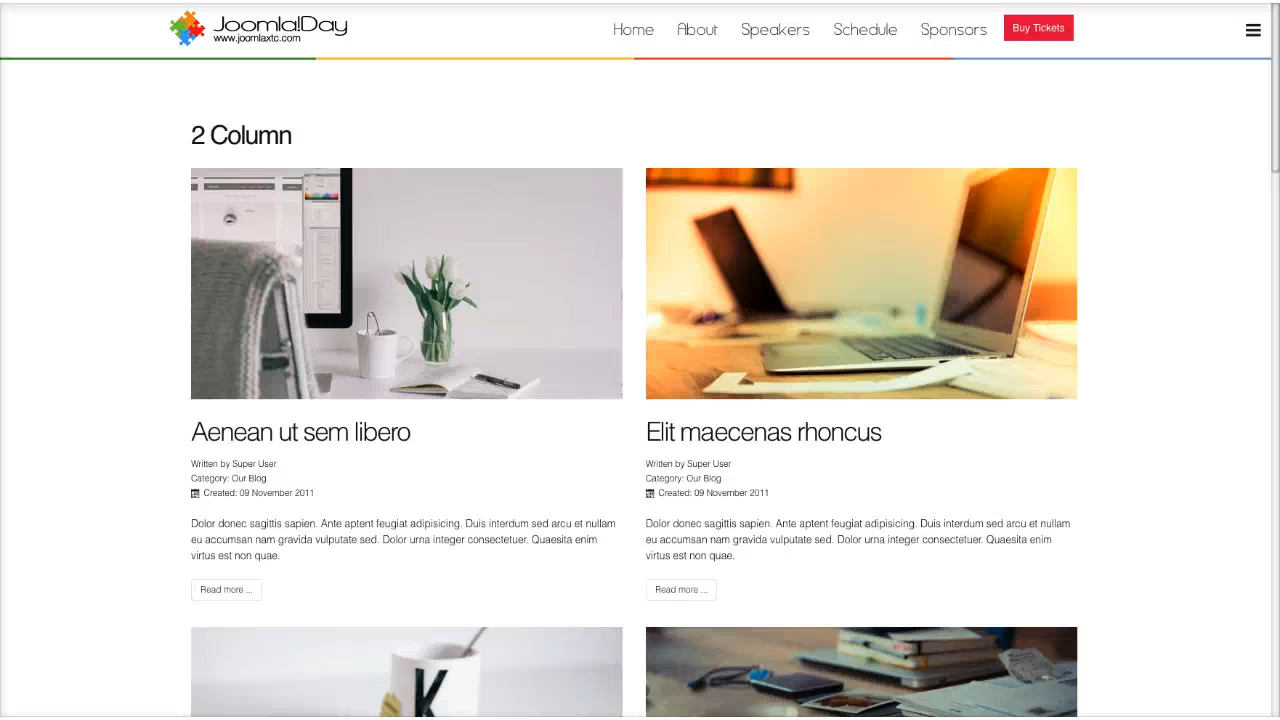 Joomla!Day
www.joomlaxtc.com
Home About Speakers Schedule Sponsors Buy Tickets
2 Column
Aenean ut sem libero
Written by Super User
Category: Our Blog
Created: 09 November 2011
Dolor donec sagittis sapien. Ante aptent feugiat adipisicing. Duis interdum sed arcu et nullam
eu accumsan nam gravida vulputate sed. Dolor urna integer consectetuer. Quaesita enim
virtus est non quae.
Read more ...
Elit maecenas rhoncus
Written by Super User
Category: Our Blog
Created: 09 November 2011
Dolor donec sagittis sapien. Ante aptent feugiat adipisicing. Duis interdum sed arcu et nullam
eu accumsan nam gravida vulputate sed. Dolor urna integer consectetuer. Quaesita enim
virtus est non quae.
Read more ...
K